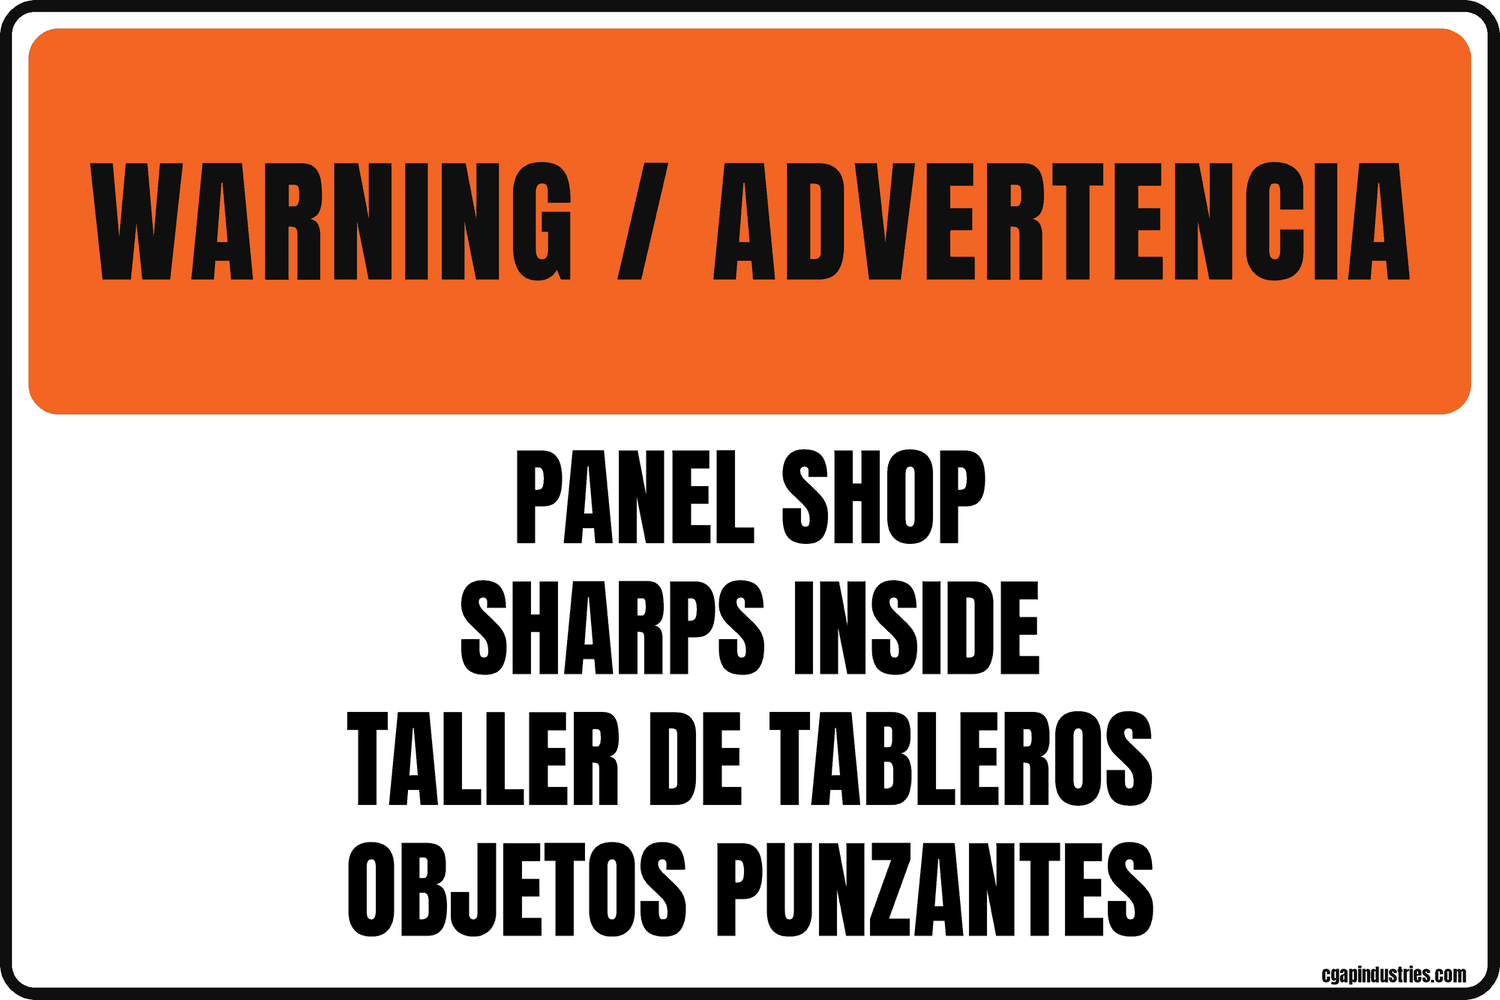 WARNING / ADVERTENCIA
PANEL SHOP
SHARPS INSIDE
TALLER DE TABLEROS
OBJETOS PUNZANTES
cgapindustries.com